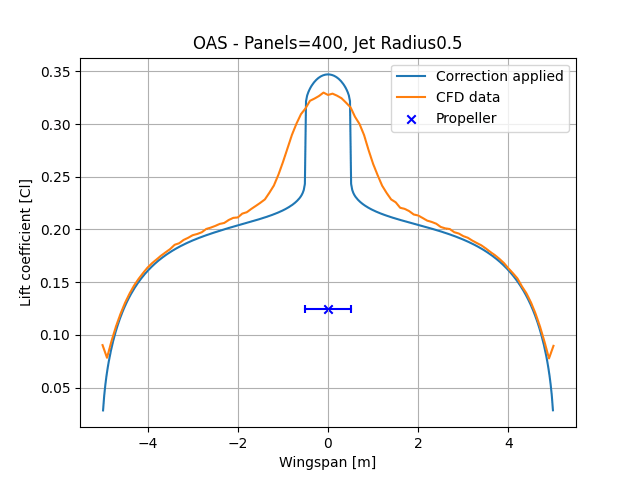 OAS - Panels=400, Jet Radius0.5
Correction applied
CFD data
Propeller
Lift coefficient [Cl]
0.35
0.30
0.25
0.20
0.15
0.10
0.05
−4 −2 0 2 4
Wingspan [m]